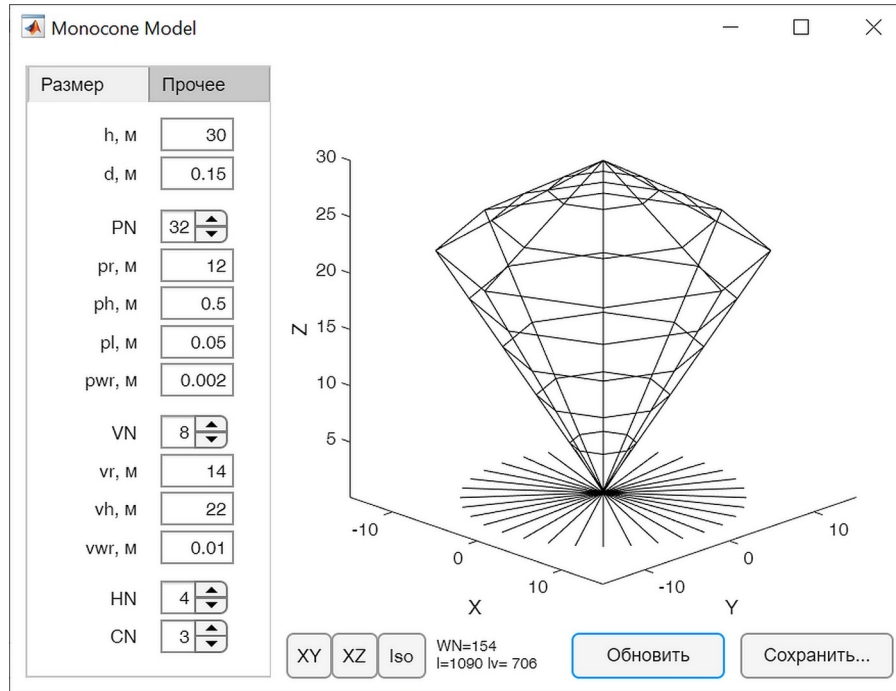 Monocone Model
Размер
Прочее
h, м 30
d, м 0.15
PN 32
pr, м 12
ph, м 0.5
pl, м 0.05
pwr, м 0.002
VN 8
vr, м 14
vh, м 22
vwr, м 0.01
HN 4
CN 3
30
25
20
15
10
5
Z
-10
0
10
X
-10
0
10
Y
XY
XZ
Iso
WN=154
l=1090 lv= 706
Обновить
Сохранить...